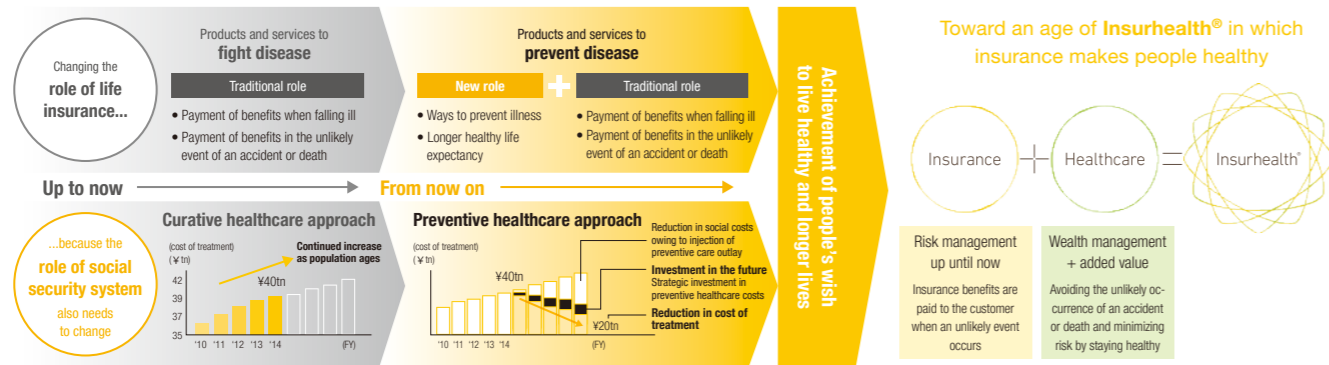 Changing the
role of life
insurance...
Products and services to
fight disease
Traditional role
• Payment of benefits when falling ill
• Payment of benefits in the unlikely
event of an accident or death
Products and services to
prevent disease
New role
• Ways to prevent illness
• Longer healthy life
expectancy
Traditional role
• Payment of benefits when falling ill
• Payment of benefits in the unlikely
event of an accident or death
Up to now
From now on
...because the
role of social
security system
also needs
to change
Curative healthcare approach
(cost of treatment)
(¥ tn)
Continued increase
as population ages
¥40tn
42
39
37
35
'10 '11 '12 '13 '14
(FY)
Preventive healthcare approach
(cost of treatment)
(¥ tn)
¥40tn
Reduction in social costs
owing to injection of
preventive care outlay
Investment in the future
Strategic investment in
preventive healthcare costs
Reduction in cost of
treatment
¥20tn
'10 '11 '12 '13 '14
(FY)
Achievement of people's wish
to live healthy and longer lives
Toward an age of Insurhealth® in which
insurance makes people healthy
Insurance
Healthcare
Insurhealth®
Risk management
up until now
Insurance benefits are
paid to the customer
when an unlikely event
occurs
Wealth management
+ added value
Avoiding the unlikely oc-
currence of an accident
or death and minimizing
risk by staying healthy